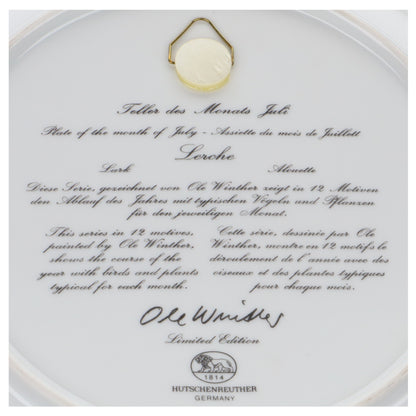 Teller des Monats Juli
Plate of the month of July - Assiette du mois de Juillett
Lerche
Lark Alouette
Diese Serie, gezeichnet von Ole Winther zeigt in 12 Motiven
den Ablauf des Jahres mit typischen Vögeln und Pflanzen
für den jeweiligen Monat.
This series in 12 motives,
painted by Ole Winther,
shows the course of the
year with birds and plants
typical for each month.
Cette série, dessinée par Ole
Winther, montre en 12 motifs le
déroulement de l'année avec des
oiseaux et des plantes typiques
pour chaque mois.
Ole Winther
Limited Edition
1814
HUTSCHENREUTHER
GERMANY